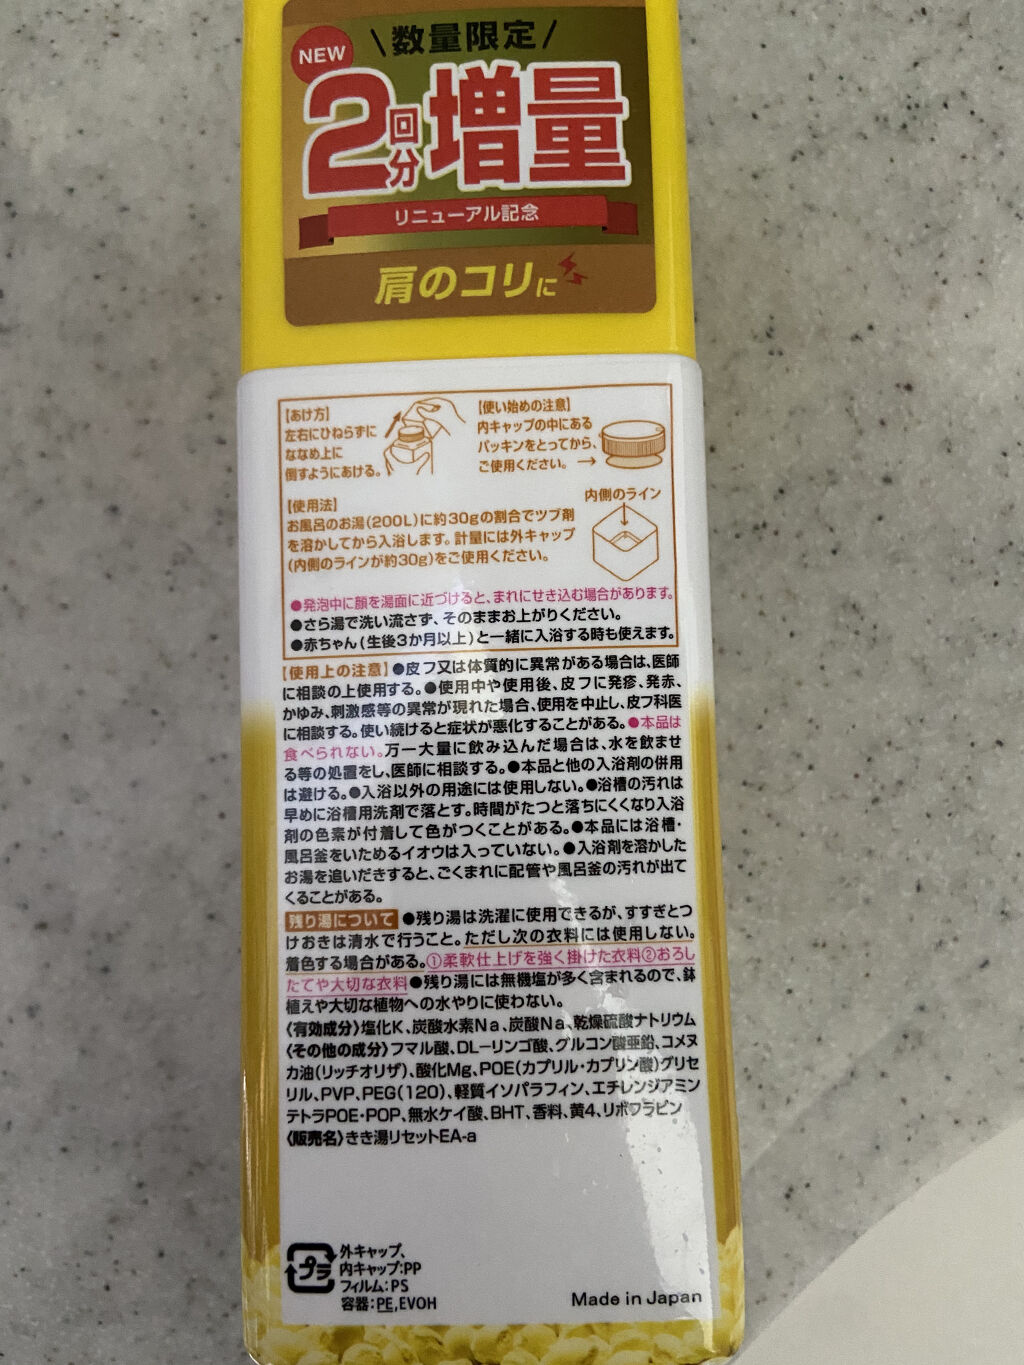 NEW
数量限定
2回分増量
リニューアル記念
肩のコリに
【あけ方】
左右にひねらずに
ななめ上に
倒すようにあける。
【使い始めの注意】
内キャップの中にある
パッキンをとってから、
ご使用ください。→
【使用法】
お風呂のお湯(200L)に約30gの割合でツブ剤
を溶かしてから入浴します。計量には外キャップ
(内側のラインが約30g)をご使用ください。
内側のライン
●発泡中に顔を湯面に近づけると、まれにせき込む場合があります。
●さら湯で洗い流さず、そのままお上がりください。
●赤ちゃん(生後3か月以上)と一緒に入浴する時も使えます。
【使用上の注意】●皮フ又は体質的に異常がある場合は、医師
に相談の上使用する。●使用中や使用後、皮フに発疹、発赤、
かゆみ、刺激感等の異常が現れた場合、使用を中止し、皮フ科医
に相談する。使い続けると症状が悪化することがある。●本品は
食べられない。万一大量に飲み込んだ場合は、水を飲ませ
る等の処置をし、医師に相談する。●本品と他の入浴剤の併用
は避ける。●入浴以外の用途には使用しない。●浴槽の汚れは
早めに浴槽用洗剤で落とす。時間がたつと落ちにくくなり入浴
剤の色素が付着して色がつくことがある。●本品には浴槽・
風呂釜をいためるイオウは入っていない。●入浴剤を溶かした
お湯を追いだきすると、ごくまれに配管や風呂釜の汚れが出て
くることがある。
残り湯について ●残り湯は洗濯に使用できるが、すすぎとつ
けおきは清水で行うこと。ただし次の衣料には使用しない。
着色する場合がある。①柔軟仕上げを強く掛けた衣料②おろし
たてや大切な衣料●残り湯には無機塩が多く含まれるので、鉢
植えや大切な植物への水やりに使わない。
〈有効成分〉塩化K、炭酸水素Na、炭酸Na、乾燥硫酸ナトリウム
〈その他の成分〉フマル酸、DL-リンゴ酸、グルコン酸亜鉛、コメヌ
カ油(リッチオリザ)、酸化Mg、POE(カプリル・カプリン酸)グリセ
リル、PVP、PEG(120)、軽質イソパラフィン、エチレンジアミン
テトラPOE・POP、無水ケイ酸、BHT、香料、黄4、リボフラビン
〈販売名〉きき湯リセットEA-a
プラ
外キャップ、
内キャップ:PP
フィルム:PS
容器:PE,EVOH
Made in Japan